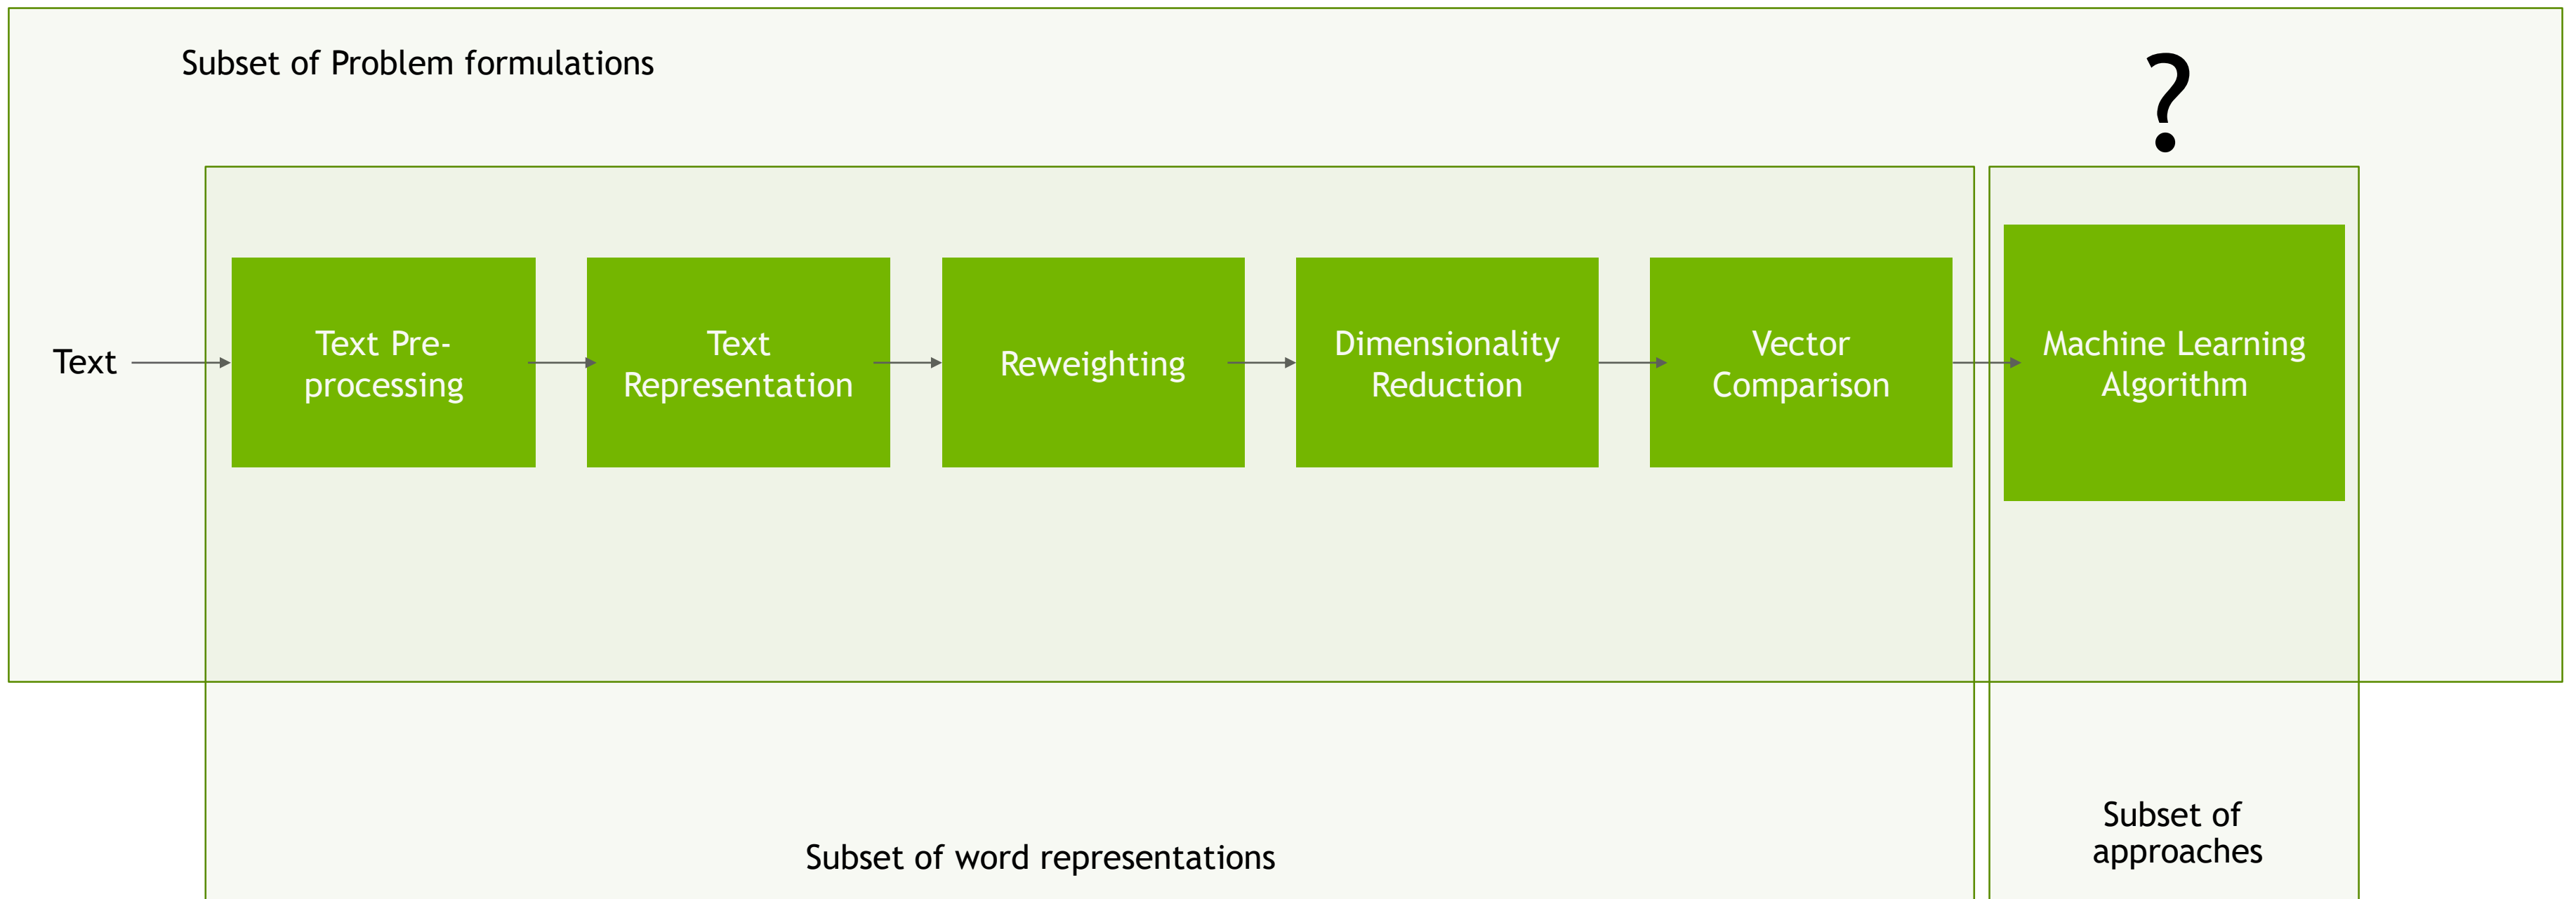 Subset of Problem formulations
?
Text
Text Pre-
processing
Text
Representation
Reweighting
Dimensionality
Reduction
Vector
Comparison
Machine Learning
Algorithm
Subset of word representations
Subset of
approaches